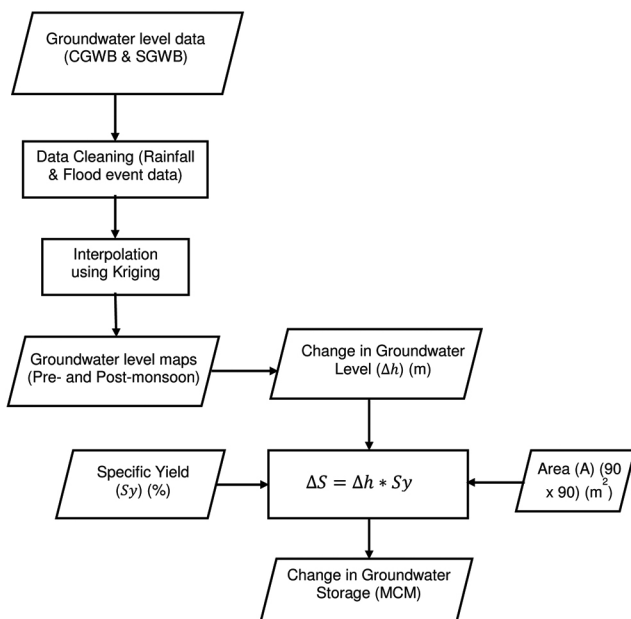 Groundwater level data
(CGWB & SGWB)
Data Cleaning (Rainfall
& Flood event data)
Interpolation
using Kriging
Groundwater level maps
(Pre- and Post-monsoon)
Change in Groundwater
Level (Δh) (m)
Specific Yield
(Sy) (%)
ΔS = Δh * Sy
Area (A) (90
x 90) (m²)
Change in Groundwater
Storage (MCM)